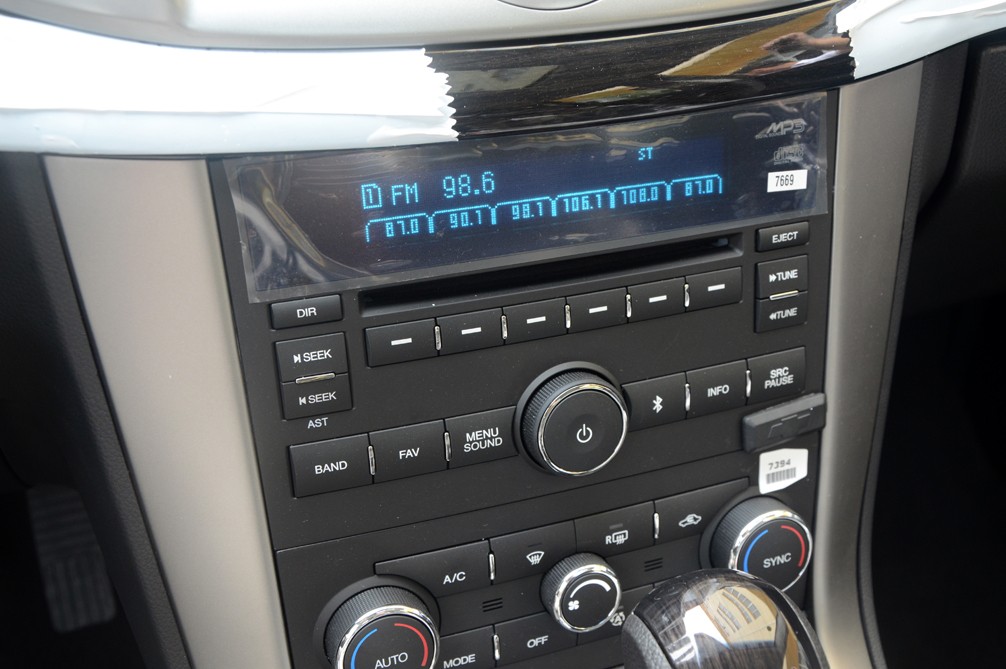 MP3
ST
7669
1 FM 98.6
87.0 90.1 98.1 106.1 108.0 87.0
EJECT
TUNE
TUNE
DIR
SEEK
SEEK
AST
BAND
FAV
MENU
SOUND
INFO
SRC
PAUSE
7394
A/C
R
SYNC
AUTO
MODE
OFF